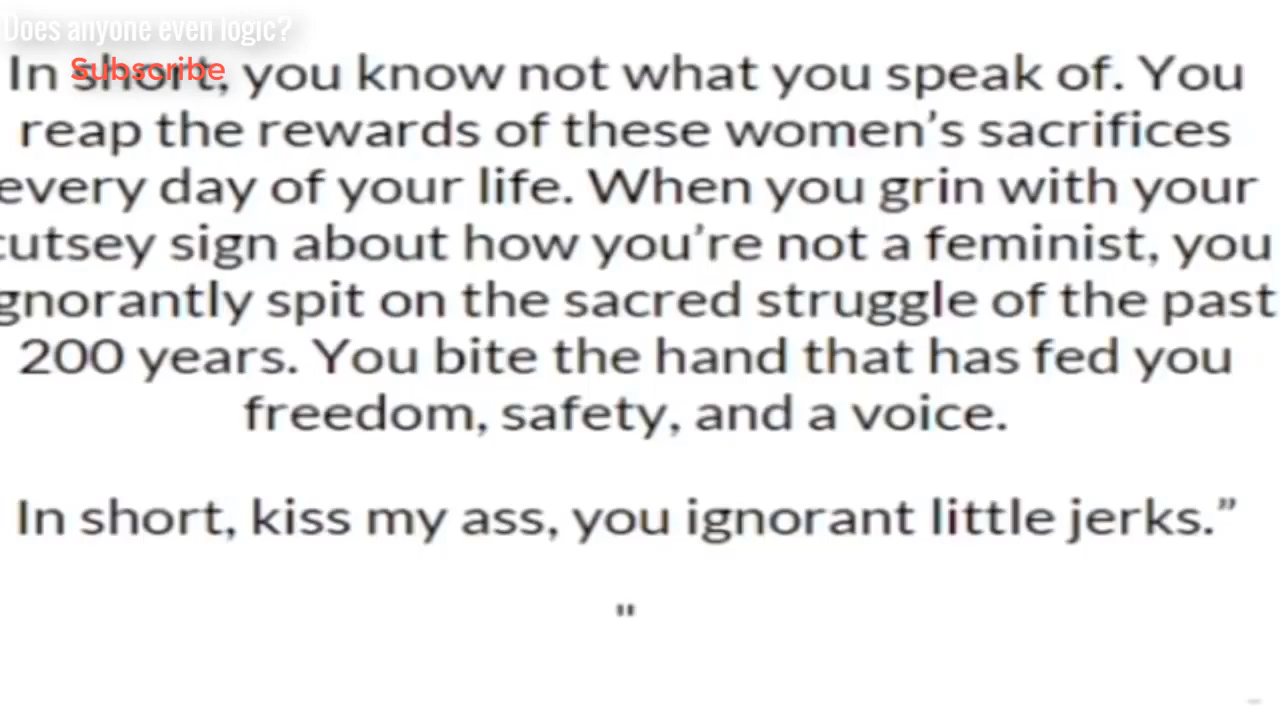 Does anyone even logic?
Subscribe
In short, you know not what you speak of. You
reap the rewards of these women’s sacrifices
every day of your life. When you grin with your
cutsey sign about how you’re not a feminist, you
gnorantly spit on the sacred struggle of the past
200 years. You bite the hand that has fed you
freedom, safety, and a voice.
In short, kiss my ass, you ignorant little jerks.”
"